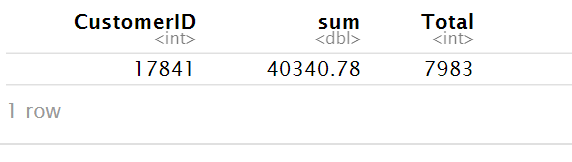 CustomerID sum Total
<int> <dbl> <int>
17841 40340.78 7983
1 row